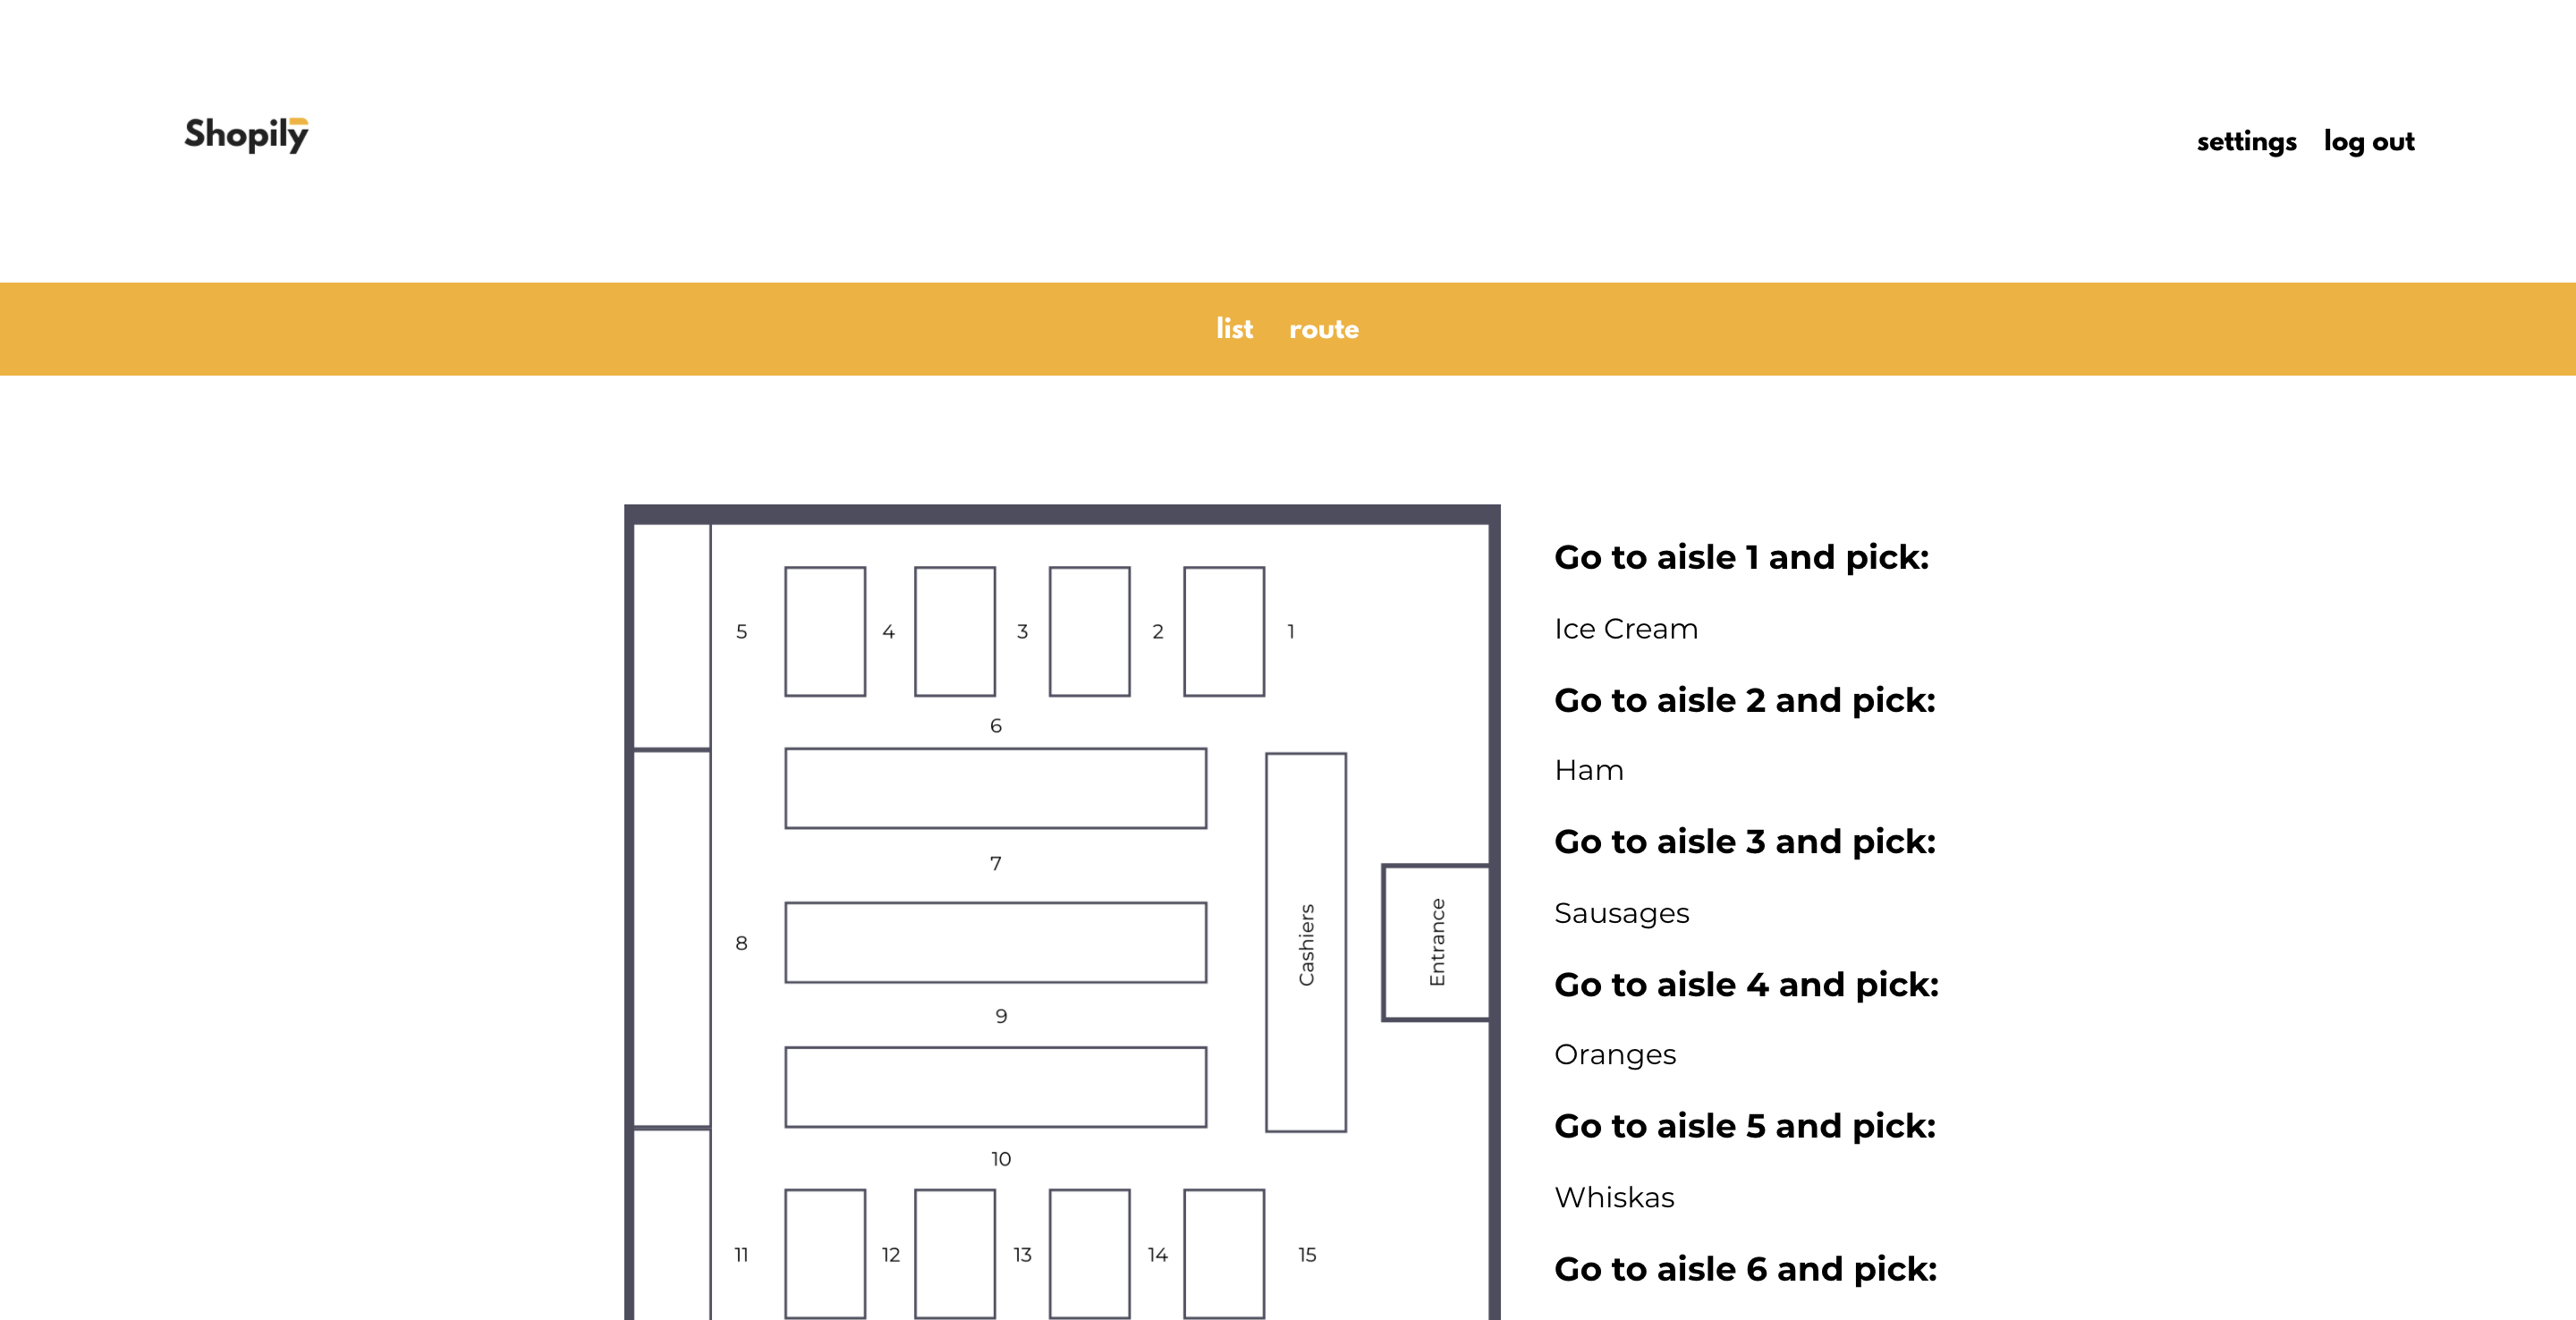 Shopily
settings log out
list route
5 4 3 2 1
6
7
8
9
10
11 12 13 14 15
Cashiers
Entrance
Go to aisle 1 and pick:
Ice Cream
Go to aisle 2 and pick:
Ham
Go to aisle 3 and pick:
Sausages
Go to aisle 4 and pick:
Oranges
Go to aisle 5 and pick:
Whiskas
Go to aisle 6 and pick: